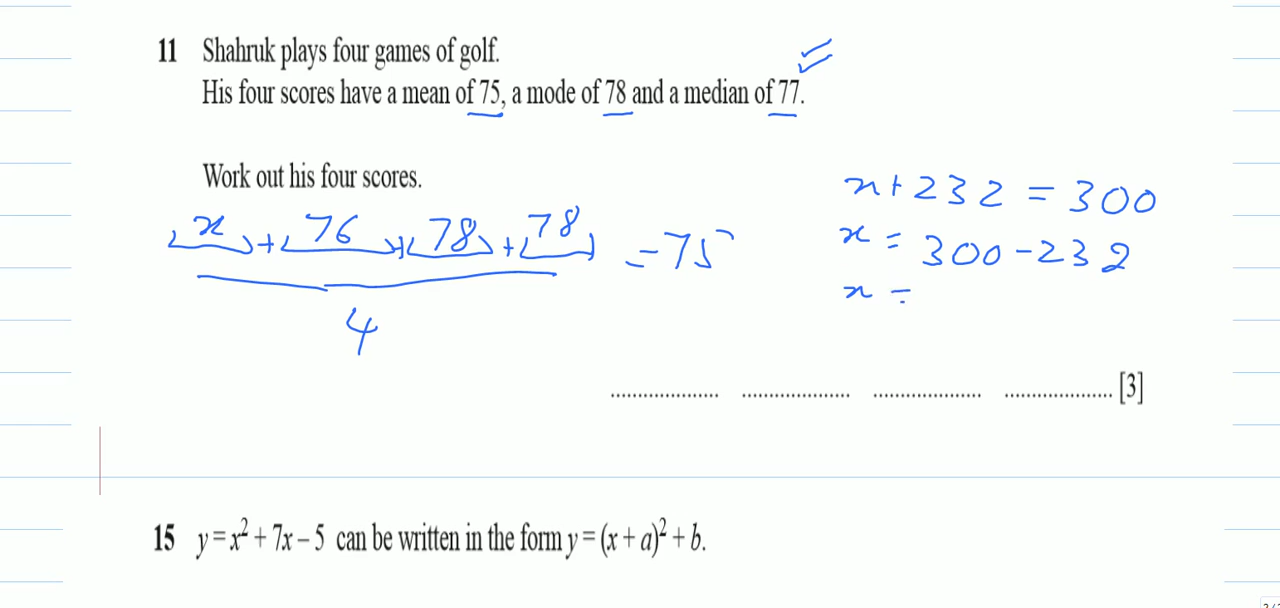 11 Shahruk plays four games of golf.
His four scores have a mean of 75, a mode of 78 and a median of 77.
Work out his four scores.
x + 76 + 78 + 78 = 75
4
x + 232 = 300
x = 300 - 232
x =
.................... .................... .................... .................... [3]
15 y = x² + 7x – 5 can be written in the form y = (x + a)² + b.